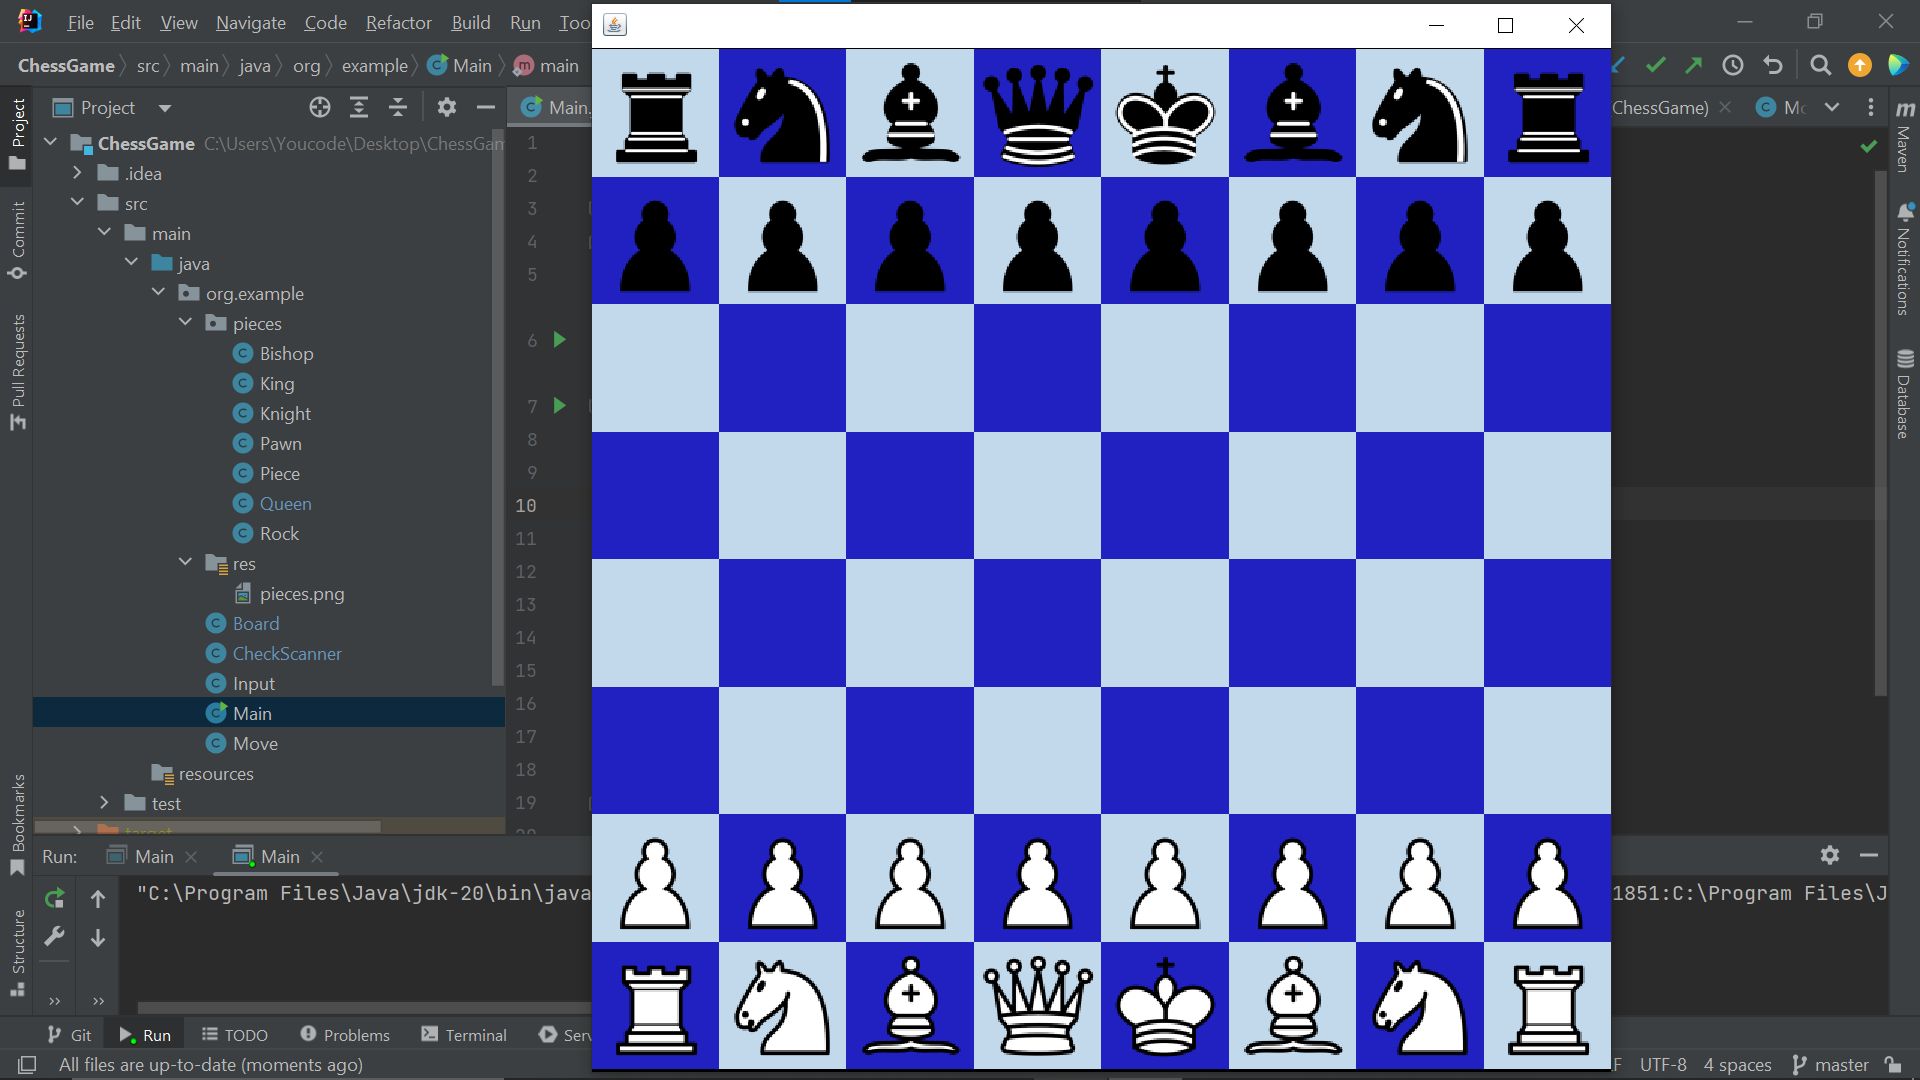 File Edit View Navigate Code Refactor Build Run Too
ChessGame src main java org example Main main
Project
Main.
ChessGame)
ChessGame C:\Users\Youcode\Desktop\ChessGam
.idea
src
main
java
org.example
pieces
Bishop
King
Knight
Pawn
Piece
Queen
Rock
res
pieces.png
Board
CheckScanner
Input
Main
Move
resources
test
target
1
2
3
4
5
6
7
8
9
10
11
12
13
14
15
16
17
18
19
Project
Commit
Pull Requests
Bookmarks
Structure
Maven
Notifications
Database
Run: Main Main
"C:\Program Files\Java\jdk-20\bin\java
1851:C:\Program Files\J
Git Run TODO Problems Terminal Serv
All files are up-to-date (moments ago)
UTF-8 4 spaces master